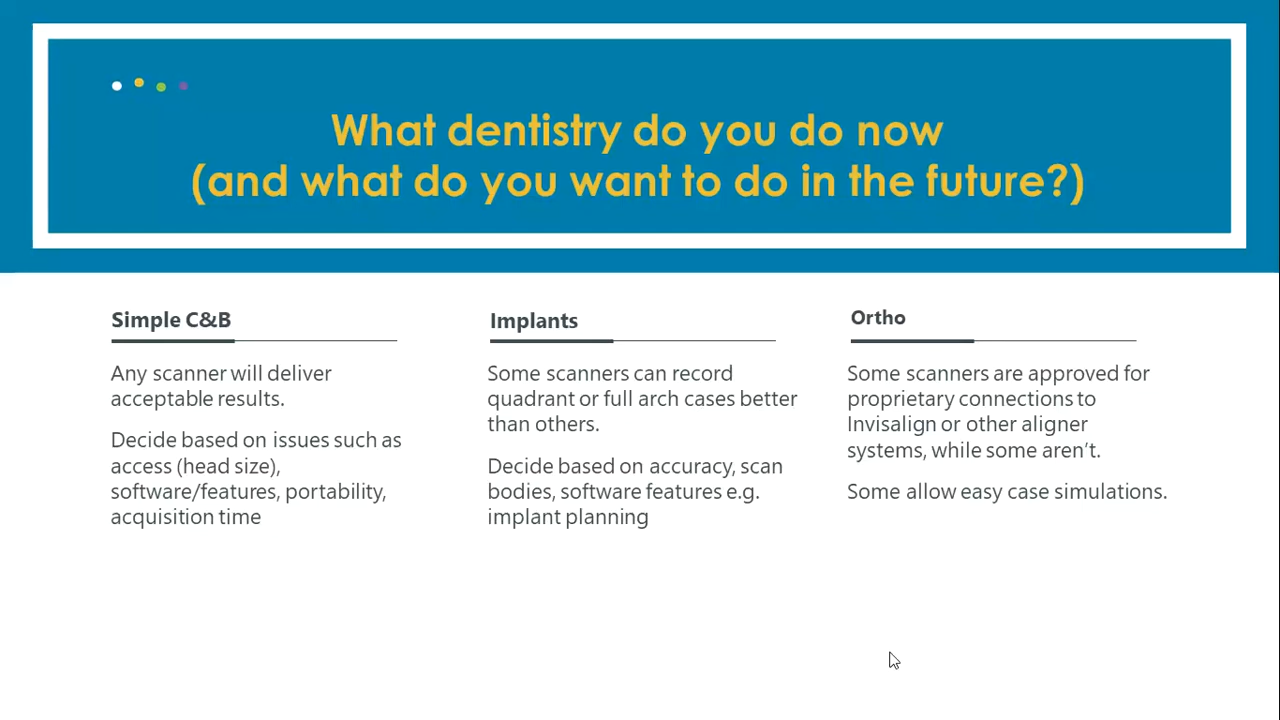 What dentistry do you do now
(and what do you want to do in the future?)
Simple C&B
Any scanner will deliver
acceptable results.
Decide based on issues such as
access (head size),
software/features, portability,
acquisition time
Implants
Some scanners can record
quadrant or full arch cases better
than others.
Decide based on accuracy, scan
bodies, software features e.g.
implant planning
Ortho
Some scanners are approved for
proprietary connections to
Invisalign or other aligner
systems, while some aren’t.
Some allow easy case simulations.